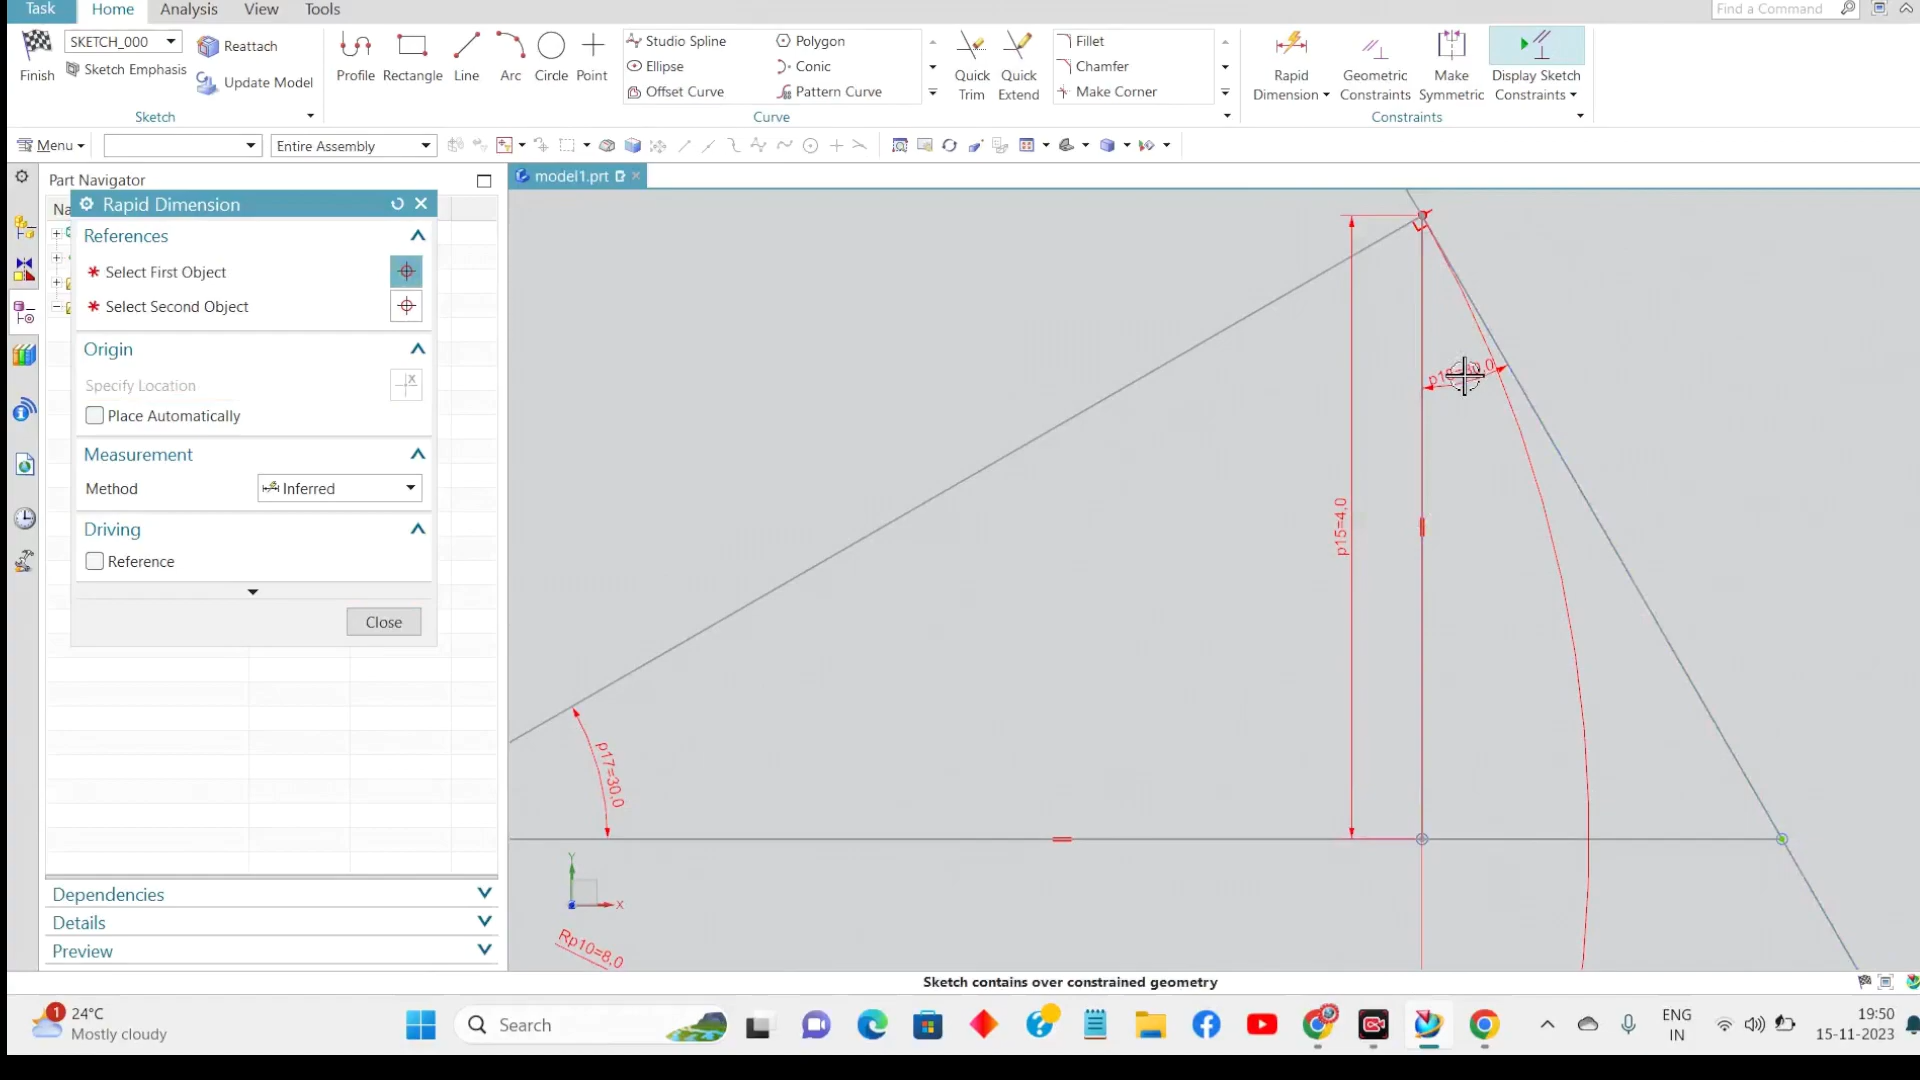 Task Home Analysis View Tools Find a Command
Finish SKETCH_000 Reattach
Sketch Emphasis Update Model
Sketch
Profile Rectangle Line Arc Circle Point
Studio Spline Polygon
Ellipse Conic
Offset Curve Pattern Curve
Curve
Quick Trim Quick Extend
Fillet
Chamfer
Make Corner
Rapid Dimension Geometric Constraints Make Symmetric Display Sketch Constraints
Constraints
Menu Entire Assembly
Part Navigator model1.prt
Na Rapid Dimension
References
* Select First Object
* Select Second Object
Origin
Specify Location
Place Automatically
Measurement
Method Inferred
Driving
Reference
Close
Dependencies
Details
Preview
p15=4,0
p17=30,0
Rp10=8,0
Y
X
Sketch contains over constrained geometry
1 24°C
Mostly cloudy
Search
ENG
IN
19:50
15-11-2023